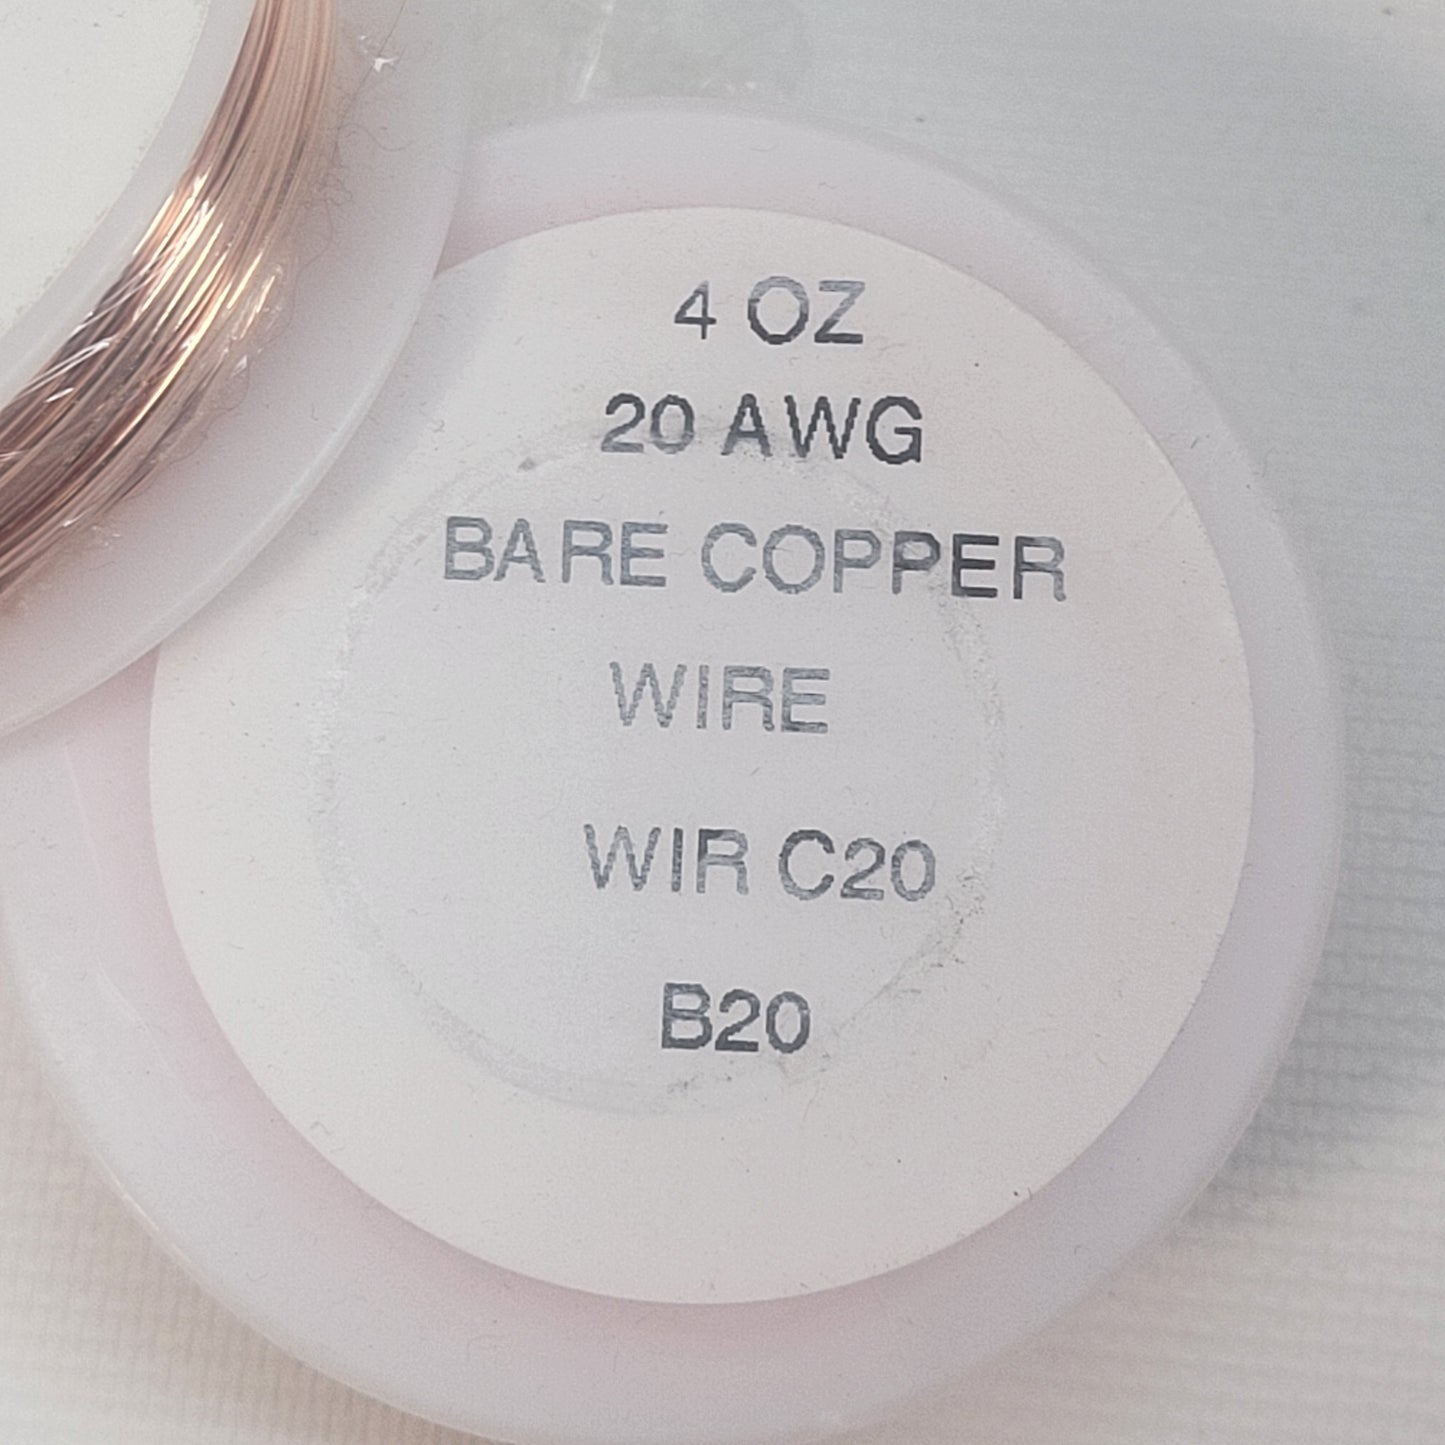 4 OZ
20 AWG
BARE COPPER
WIRE
WIR C20
B20